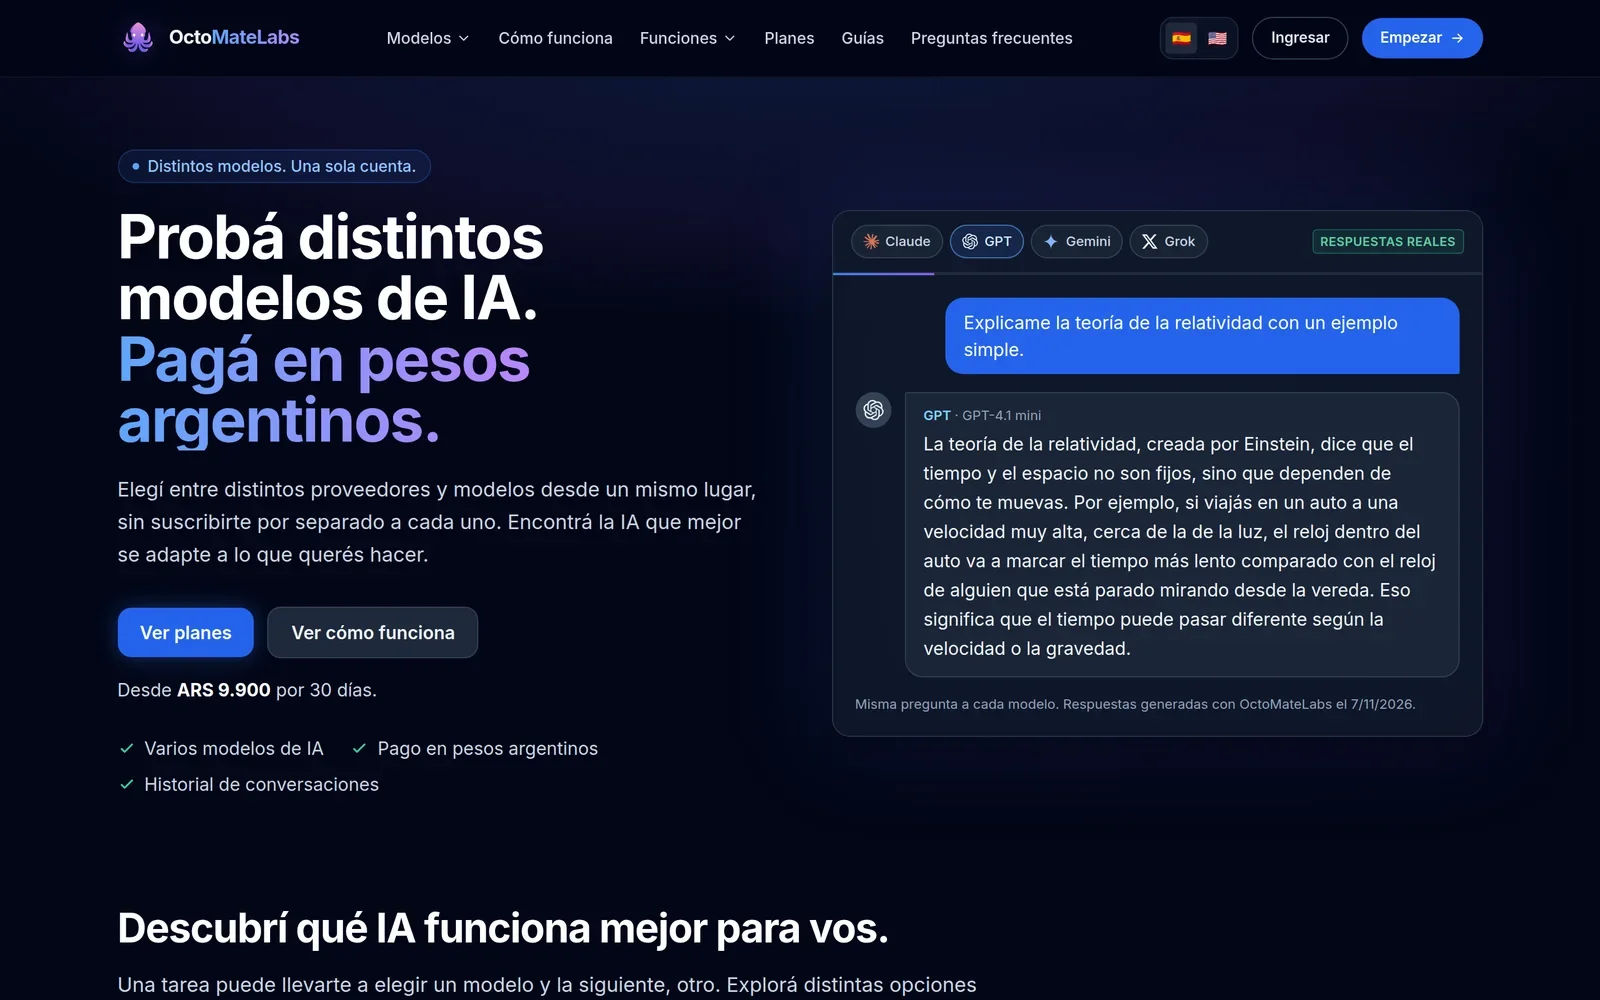 OctoMateLabs
Modelos
Cómo funciona
Funciones
Planes
Guías
Preguntas frecuentes
Ingresar
Empezar →
Distintos modelos. Una sola cuenta.
Probá distintos
modelos de IA.
Pagá en pesos
argentinos.
Elegí entre distintos proveedores y modelos desde un mismo lugar,
sin suscribirte por separado a cada uno. Encontrá la IA que mejor
se adapte a lo que querés hacer.
Ver planes
Ver cómo funciona
Desde ARS 9.900 por 30 días.
Varios modelos de IA
Pago en pesos argentinos
Historial de conversaciones
Claude
GPT
Gemini
Grok
RESPUESTAS REALES
Explicame la teoría de la relatividad con un ejemplo
simple.
GPT · GPT-4.1 mini
La teoría de la relatividad, creada por Einstein, dice que el
tiempo y el espacio no son fijos, sino que dependen de
cómo te muevas. Por ejemplo, si viajás en un auto a una
velocidad muy alta, cerca de la de la luz, el reloj dentro del
auto va a marcar el tiempo más lento comparado con el reloj
de alguien que está parado mirando desde la vereda. Eso
significa que el tiempo puede pasar diferente según la
velocidad o la gravedad.
Misma pregunta a cada modelo. Respuestas generadas con OctoMateLabs el 7/11/2026.
Descubrí qué IA funciona mejor para vos.
Una tarea puede llevarte a elegir un modelo y la siguiente, otro. Explorá distintas opciones